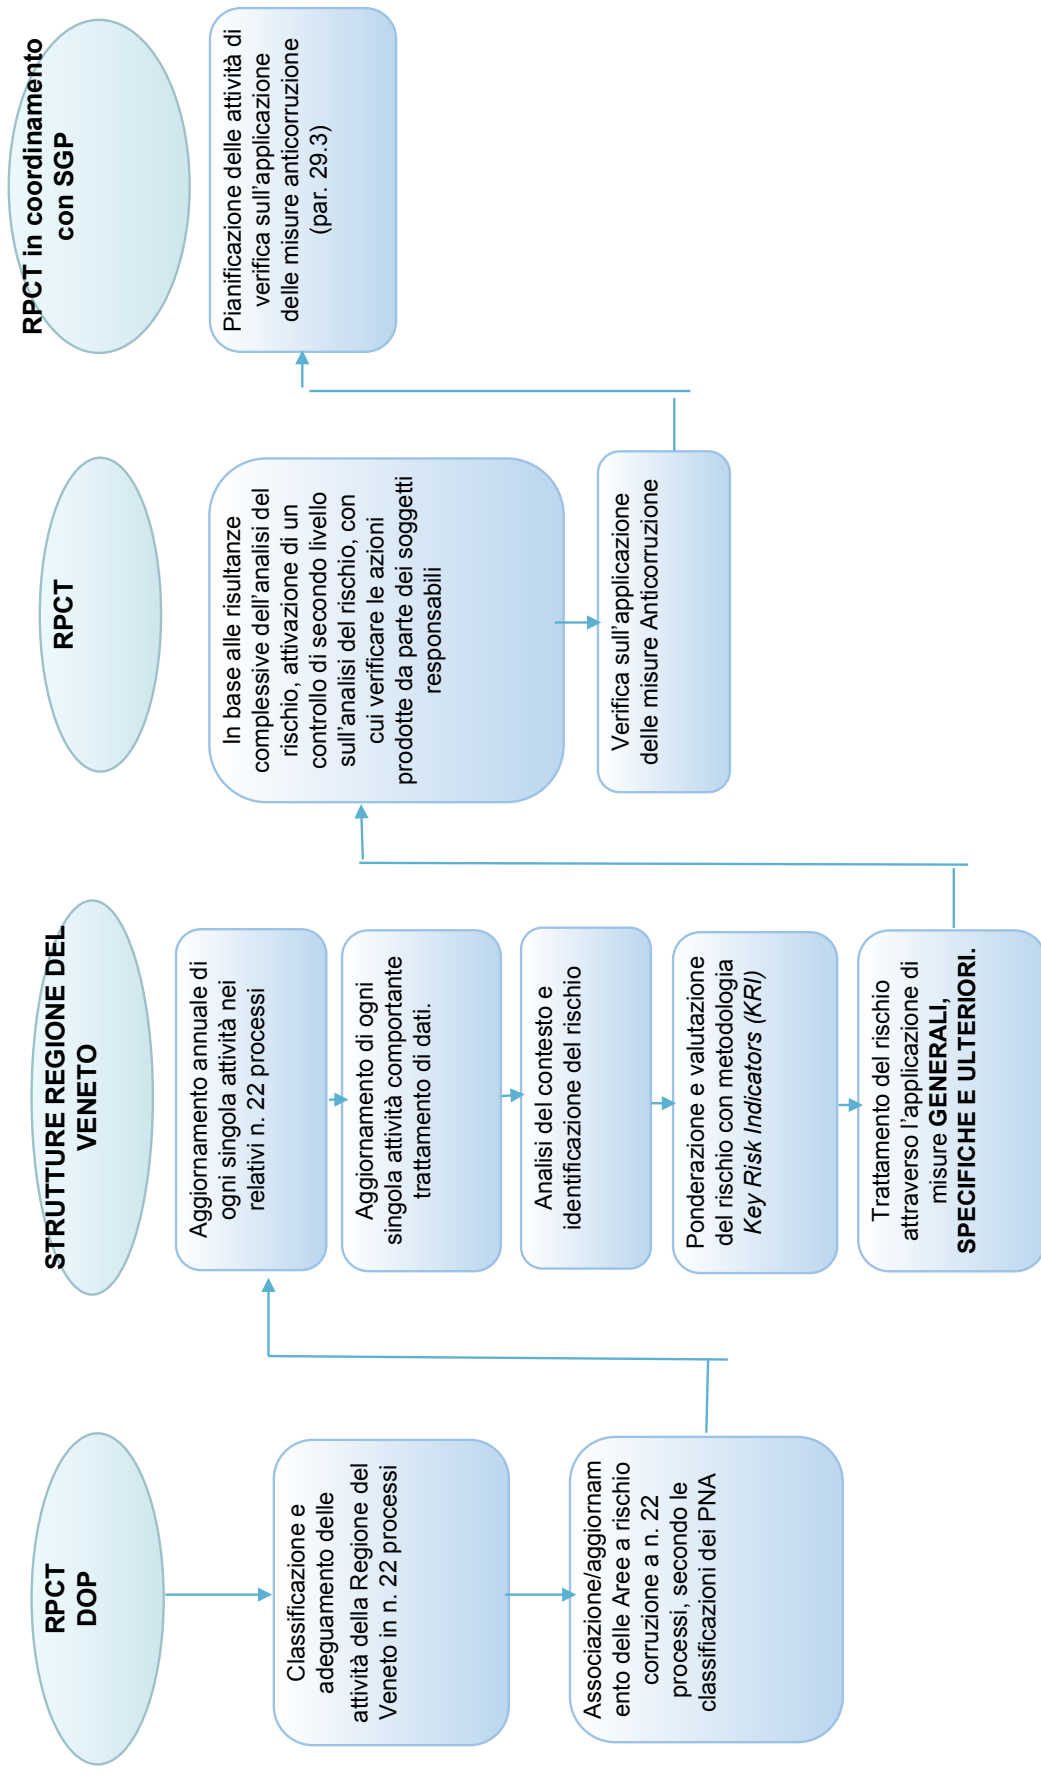 RPCT
DOP
Classificazione e
adeguamento delle
attività della Regione del
Veneto in n. 22 processi
Associazione/aggiornam
ento delle Aree a rischio
corruzione a n. 22
processi, secondo le
classificazioni dei PNA
STRUTTURE REGIONE DEL
VENETO
Aggiornamento annuale di
ogni singola attività nei
relativi n. 22 processi
Aggiornamento di ogni
singola attività comportante
trattamento di dati.
Analisi del contesto e
identificazione del rischio
Ponderazione e valutazione
del rischio con metodologia
Key Risk Indicators (KRI)
Trattamento del rischio
attraverso l'applicazione di
misure GENERALI,
SPECIFICHE E ULTERIORI.
RPCT
In base alle risultanze
complessive dell'analisi del
rischio, attivazione di un
controllo di secondo livello
sull'analisi del rischio, con
cui verificare le azioni
prodotte da parte dei soggetti
responsabili
Verifica sull'applicazione
delle misure Anticorruzione
RPCT in coordinamento
con SGP
Pianificazione delle attività di
verifica sull'applicazione
delle misure anticorruzione
(par. 29.3)